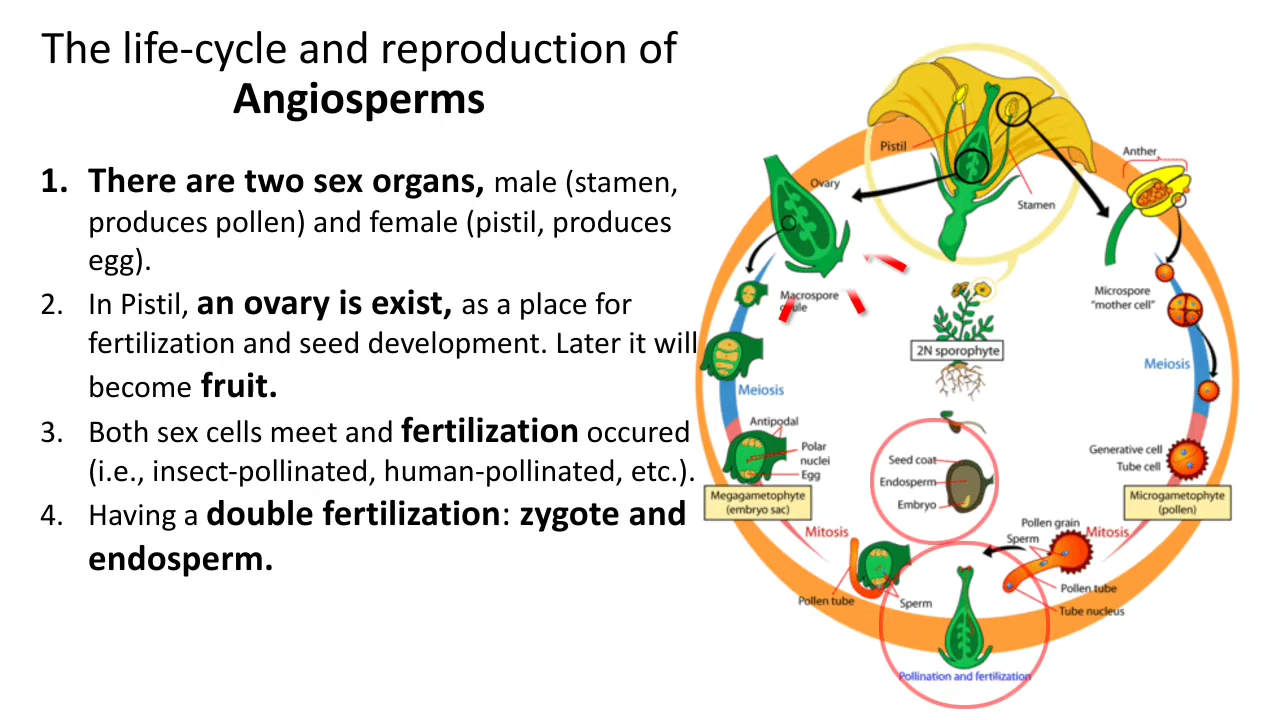 The life-cycle and reproduction of
Angiosperms
1. There are two sex organs, male (stamen,
produces pollen) and female (pistil, produces
egg).
2. In Pistil, an ovary is exist, as a place for
fertilization and seed development. Later it will
become fruit.
3. Both sex cells meet and fertilization occured
(i.e., insect-pollinated, human-pollinated, etc.).
4. Having a double fertilization: zygote and
endosperm.
Pistil
Anther
Ovary
Stamen
Macrospore
Microspore
"mother cell"
2N sporophyte
Meiosis
Meiosis
Antipodal
Polar
nuclei
Egg
Megagametophyte
(embryo sac)
Seed coat
Endosperm
Embryo
Generative cell
Tube cell
Microgametophyte
(pollen)
Mitosis
Pollen grain
Sperm
Mitosis
Pollen tube
Sperm
Pollen tube
Tube nucleus
Pollination and fertilization